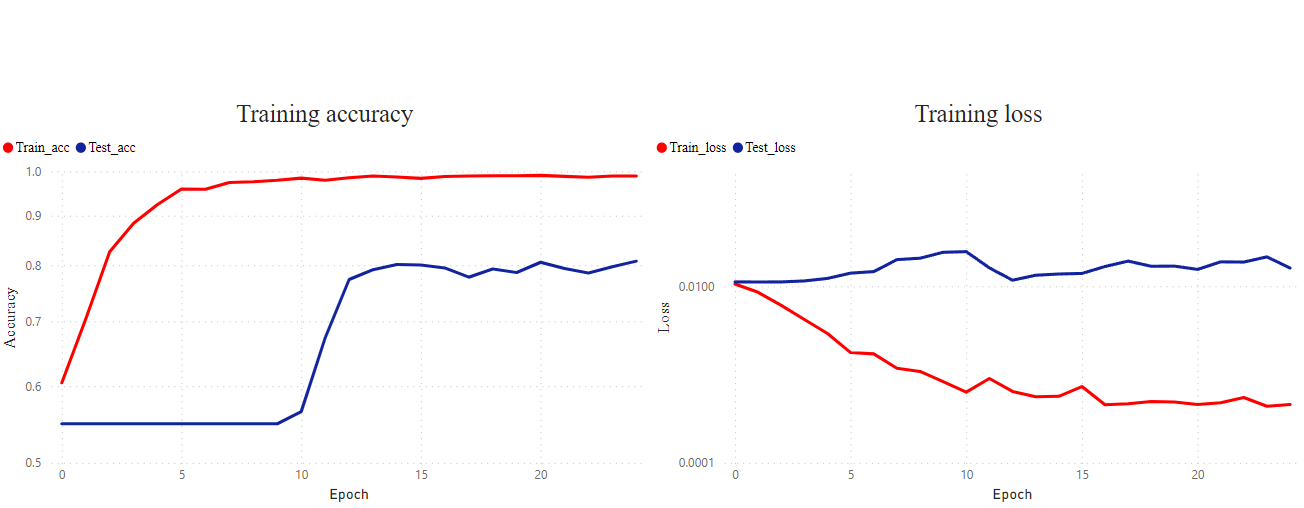 Training accuracy
Train_acc Test_acc
1.0
0.9
0.8
0.7
0.6
0.5
Accuracy
0 5 10 15 20
Epoch
Training loss
Train_loss Test_loss
0.0100
0.0001
Loss
0 5 10 15 20
Epoch